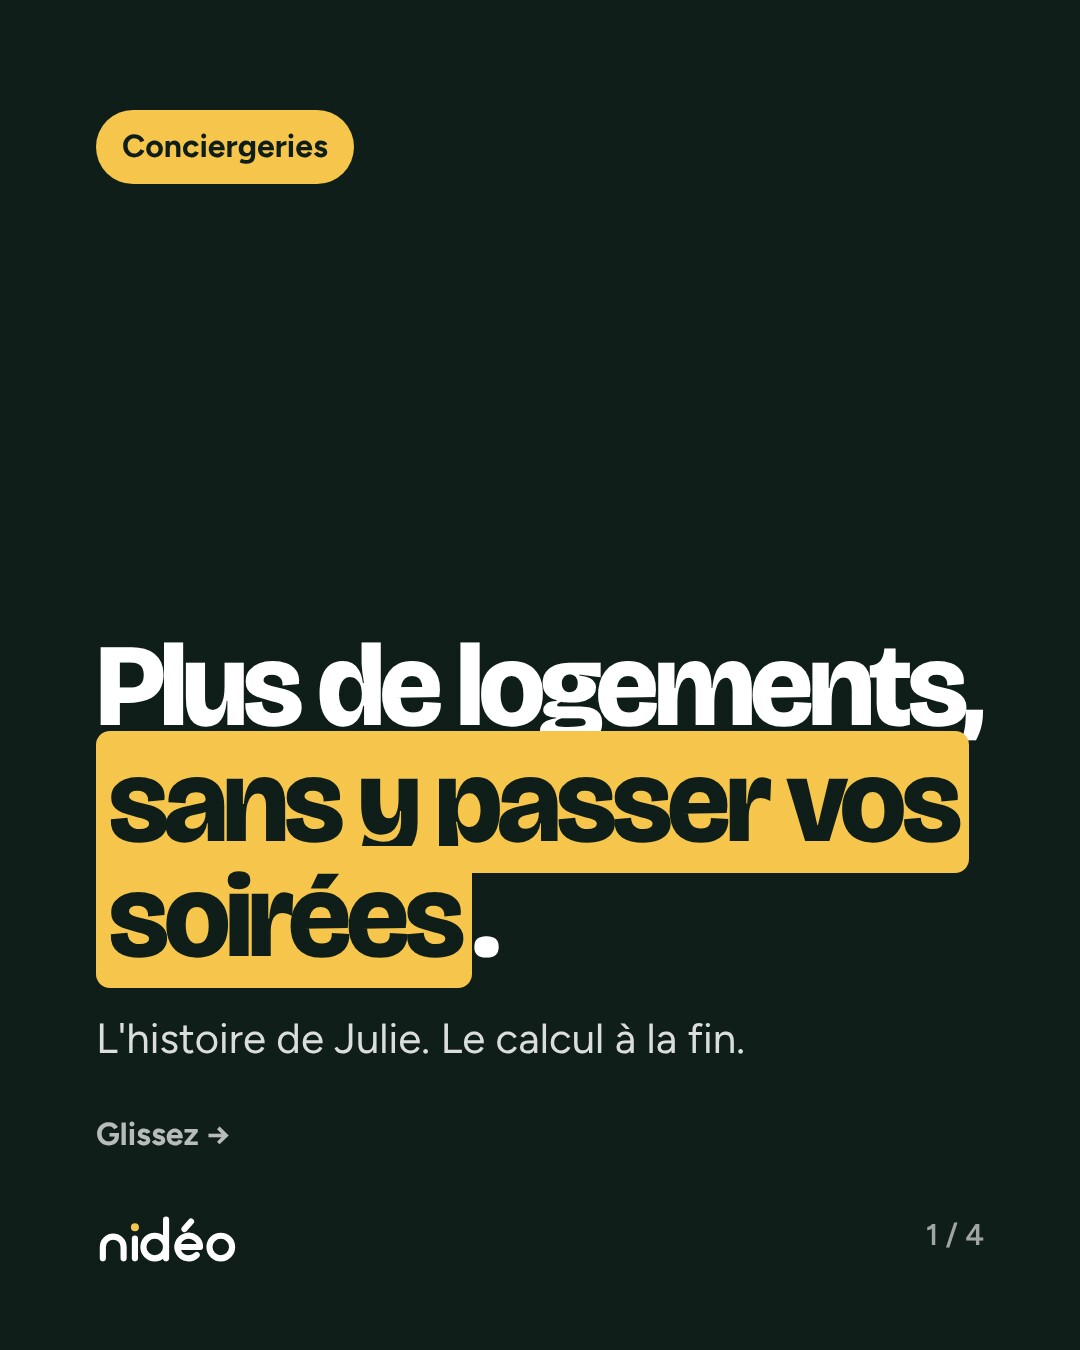 Conciergeries
Plus de logements,
sans y passer vos
soirées.
L'histoire de Julie. Le calcul à la fin.
Glissez →
nidéo
1 / 4